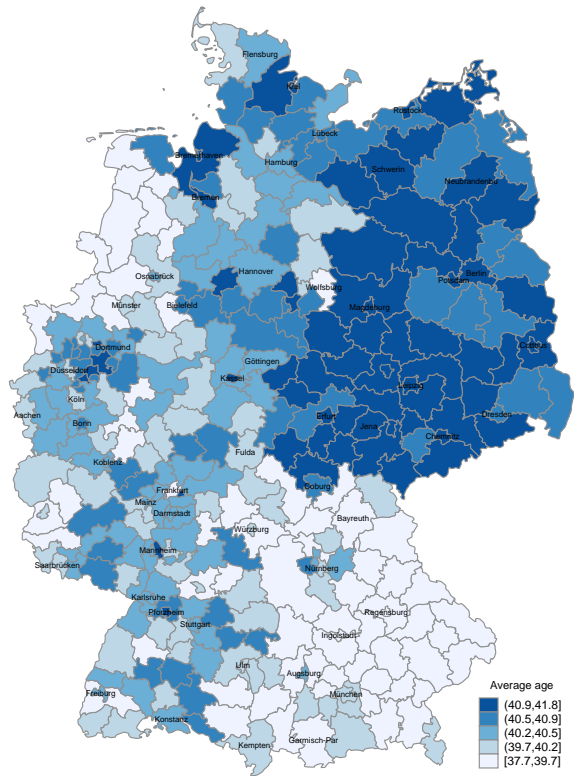 Flensburg
Kiel
Rostock
Lübeck
Bremerhaven
Hamburg
Schwerin
Neubrandenbu
Bremen
Osnabrück
Hannover
Wolfsburg
Berlin
Potsdam
Münster
Bielefeld
Magdeburg
Dortmund
Göttingen
Cottbus
Düsseldorf
Kassel
Leipzig
Köln
Aachen
Erfurt
Dresden
Bonn
Jena
Chemnitz
Koblenz
Fulda
Frankfurt
Coburg
Mainz
Darmstadt
Bayreuth
Würzburg
Mannheim
Saarbrücken
Nürnberg
Karlsruhe
Pforzheim
Regensburg
Stuttgart
Ingolstadt
Ulm
Augsburg
Freiburg
München
Konstanz
Kempten
Garmisch-Par
Average age
(40.9,41.8]
(40.5,40.9]
(40.2,40.5]
(39.7,40.2]
[37.7,39.7]